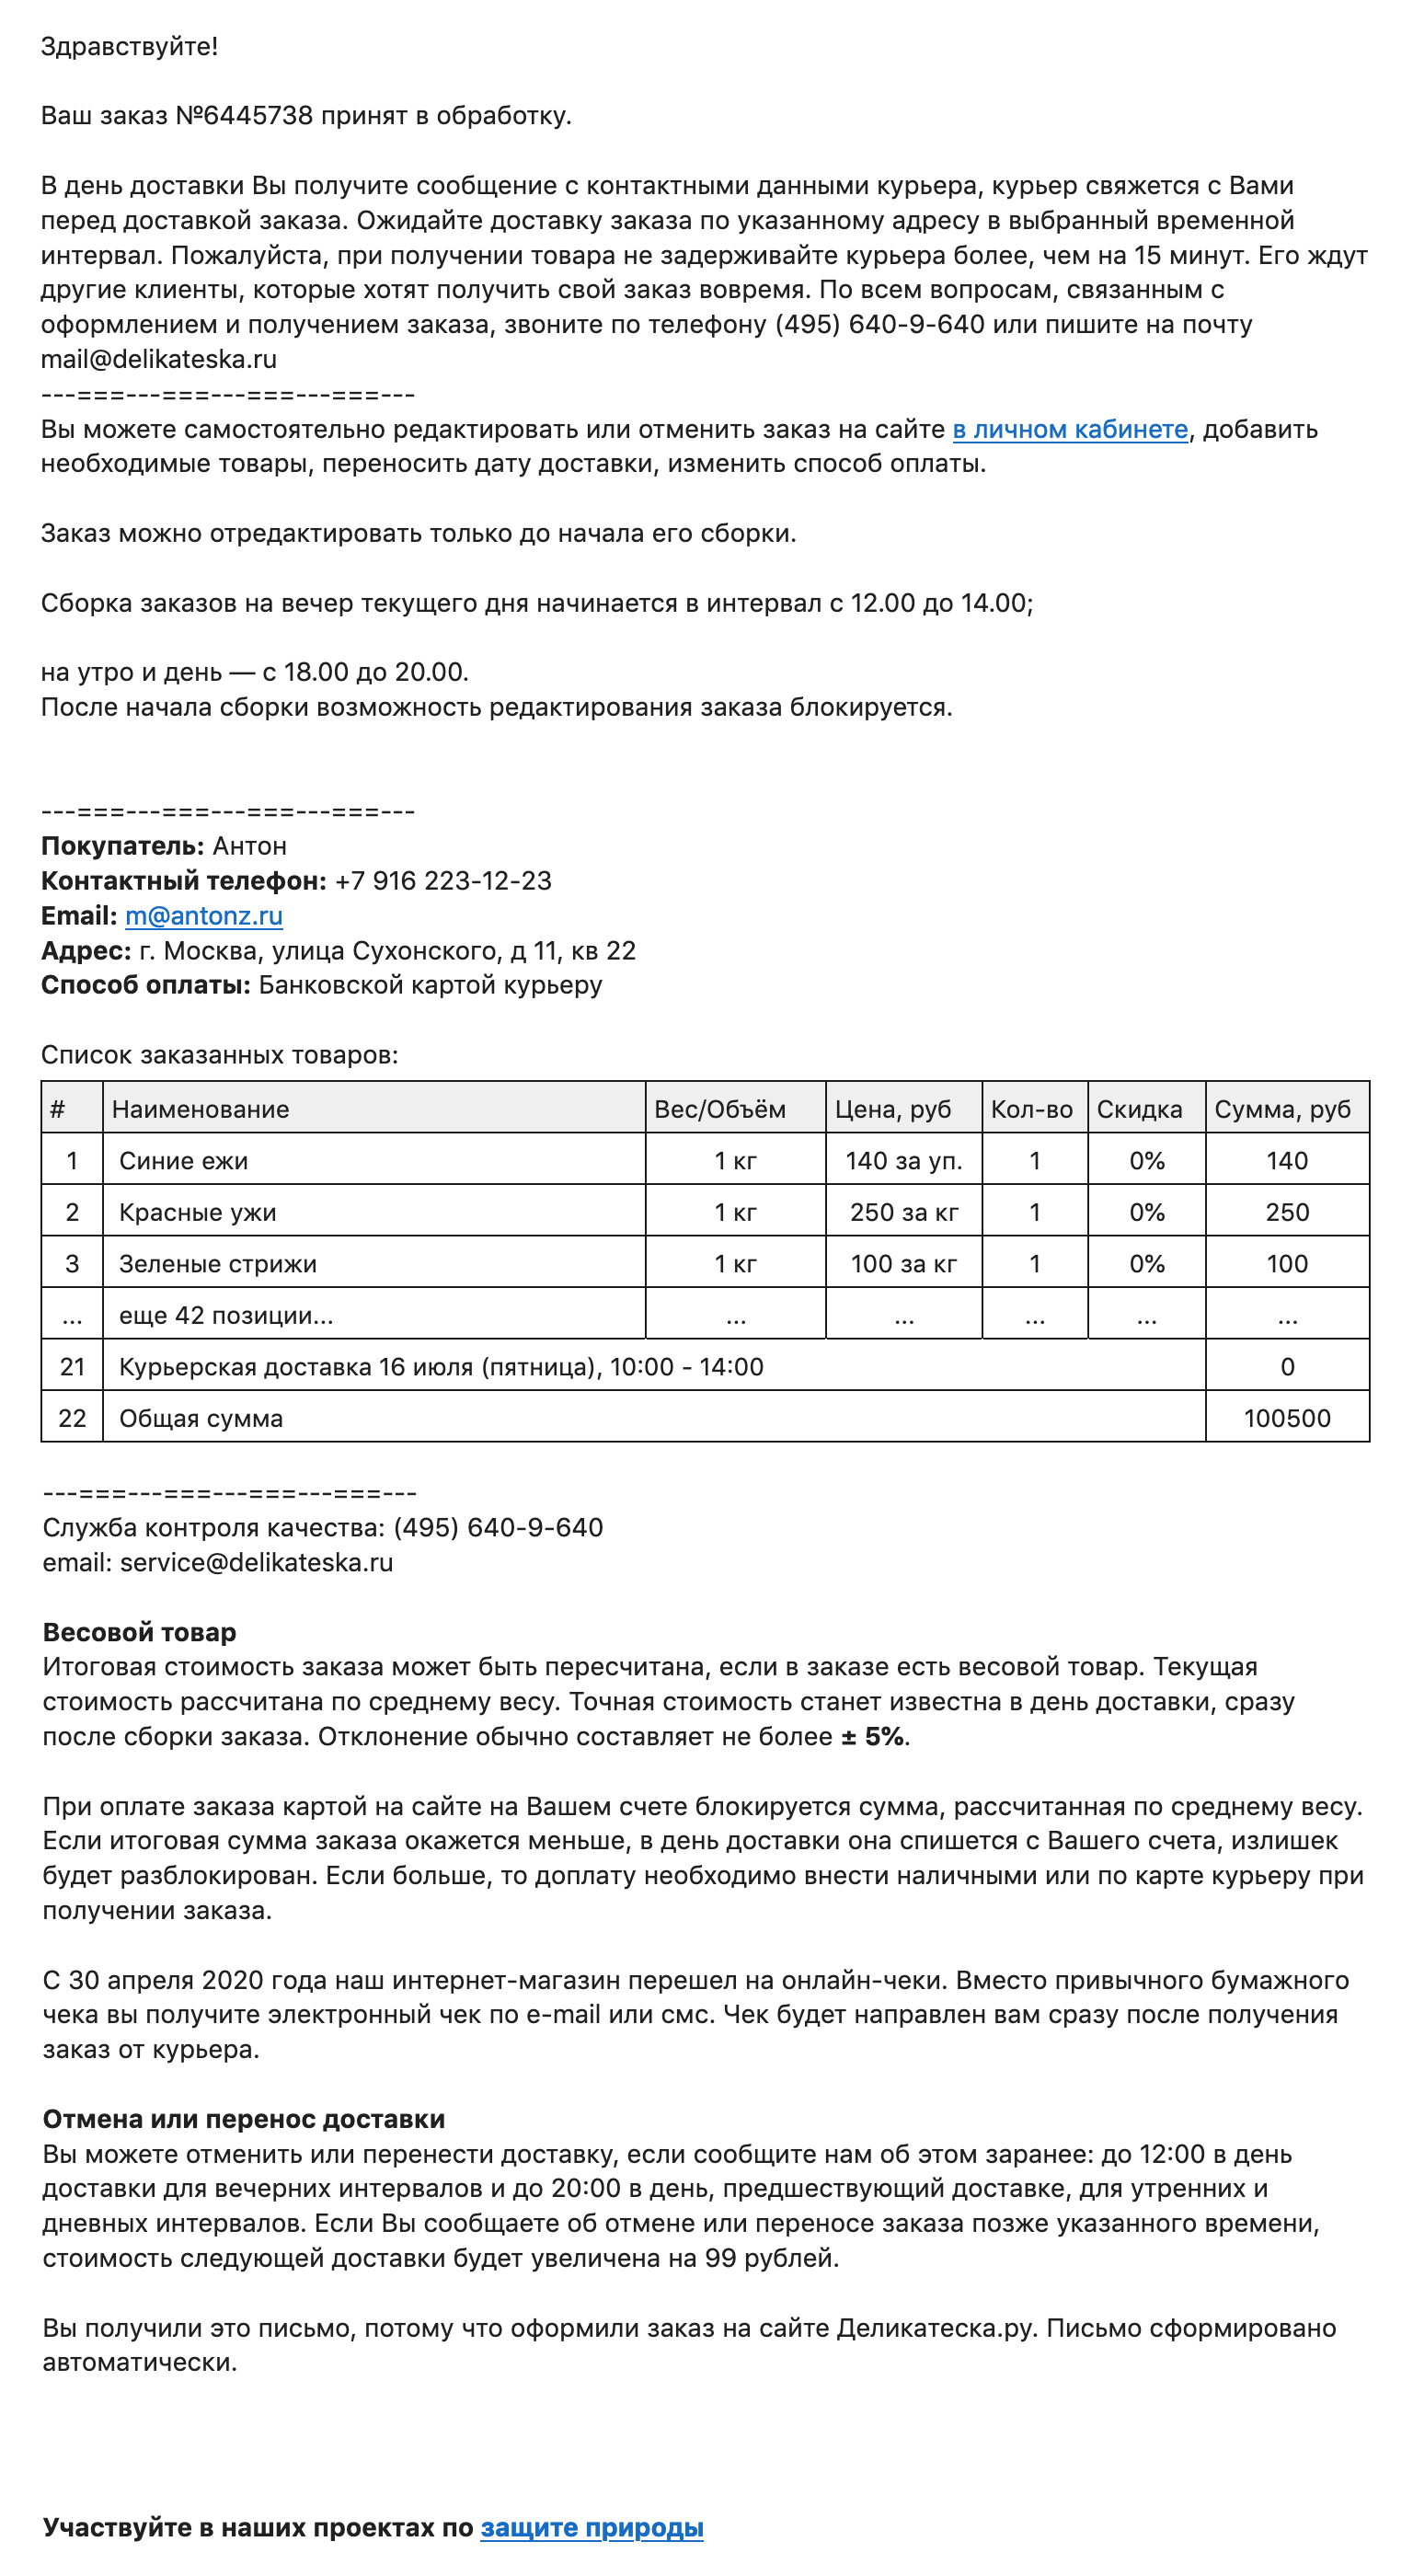 Здравствуйте!
Ваш заказ №6445738 принят в обработку.
В день доставки Вы получите сообщение с контактными данными курьера, курьер свяжется с Вами
перед доставкой заказа. Ожидайте доставку заказа по указанному адресу в выбранный временной
интервал. Пожалуйста, при получении товара не задерживайте курьера более, чем на 15 минут. Его ждут
другие клиенты, которые хотят получить свой заказ вовремя. По всем вопросам, связанным с
оформлением и получением заказа, звоните по телефону (495) 640-9-640 или пишите на почту
mail@delikateska.ru
---===---===---===---===---
Вы можете самостоятельно редактировать или отменить заказ на сайте в личном кабинете, добавить
необходимые товары, переносить дату доставки, изменить способ оплаты.
Заказ можно отредактировать только до начала его сборки.
Сборка заказов на вечер текущего дня начинается в интервал с 12.00 до 14.00;
на утро и день — с 18.00 до 20.00.
После начала сборки возможность редактирования заказа блокируется.
---===---===---===---===---
Покупатель: Антон
Контактный телефон: +7 916 223-12-23
Email: m@antonz.ru
Адрес: г. Москва, улица Сухонского, д 11, кв 22
Способ оплаты: Банковской картой курьеру
Список заказанных товаров:
# Наименование Вес/Объём Цена, руб Кол-во Скидка Сумма, руб
1 Синие ежи 1 кг 140 за уп. 1 0% 140
2 Красные ужи 1 кг 250 за кг 1 0% 250
3 Зеленые стрижи 1 кг 100 за кг 1 0% 100
... еще 42 позиции... ... ... ... ... ...
21 Курьерская доставка 16 июля (пятница), 10:00 - 14:00 0
22 Общая сумма 100500
---===---===---===---===---
Служба контроля качества: (495) 640-9-640
email: service@delikateska.ru
Весовой товар
Итоговая стоимость заказа может быть пересчитана, если в заказе есть весовой товар. Текущая
стоимость рассчитана по среднему весу. Точная стоимость станет известна в день доставки, сразу
после сборки заказа. Отклонение обычно составляет не более ± 5%.
При оплате заказа картой на сайте на Вашем счете блокируется сумма, рассчитанная по среднему весу.
Если итоговая сумма заказа окажется меньше, в день доставки она спишется с Вашего счета, излишек
будет разблокирован. Если больше, то доплату необходимо внести наличными или по карте курьеру при
получении заказа.
С 30 апреля 2020 года наш интернет-магазин перешел на онлайн-чеки. Вместо привычного бумажного
чека вы получите электронный чек по e-mail или смс. Чек будет направлен вам сразу после получения
заказ от курьера.
Отмена или перенос доставки
Вы можете отменить или перенести доставку, если сообщите нам об этом заранее: до 12:00 в день
доставки для вечерних интервалов и до 20:00 в день, предшествующий доставке, для утренних и
дневных интервалов. Если Вы сообщаете об отмене или переносе заказа позже указанного времени,
стоимость следующей доставки будет увеличена на 99 рублей.
Вы получили это письмо, потому что оформили заказ на сайте Деликатеска.ру. Письмо сформировано
автоматически.
Участвуйте в наших проектах по защите природы